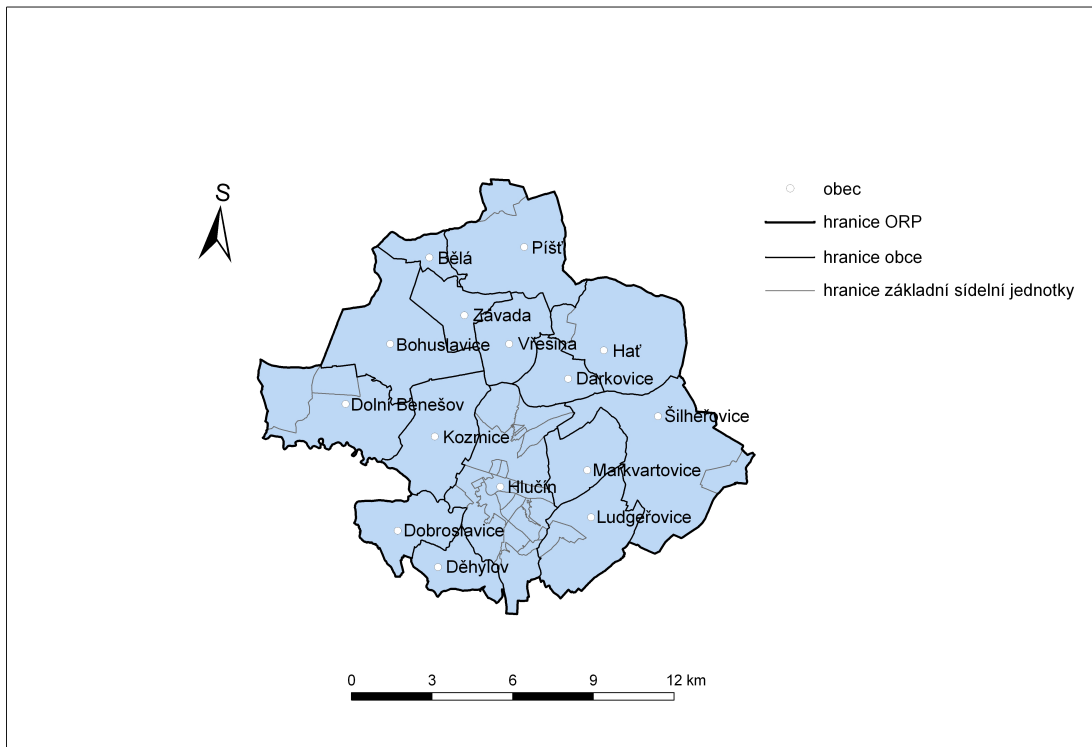 S
obec
hranice ORP
hranice obce
hranice základní sídelní jednotky
Píšť
Bělá
Závada
Bohuslavice
Vřesina
Hať
Darkovice
Dolní Benešov
Šilheřovice
Kozmice
Markvartovice
Hlučín
Ludgeřovice
Dobroslavice
Děhylov
0 3 6 9 12 km